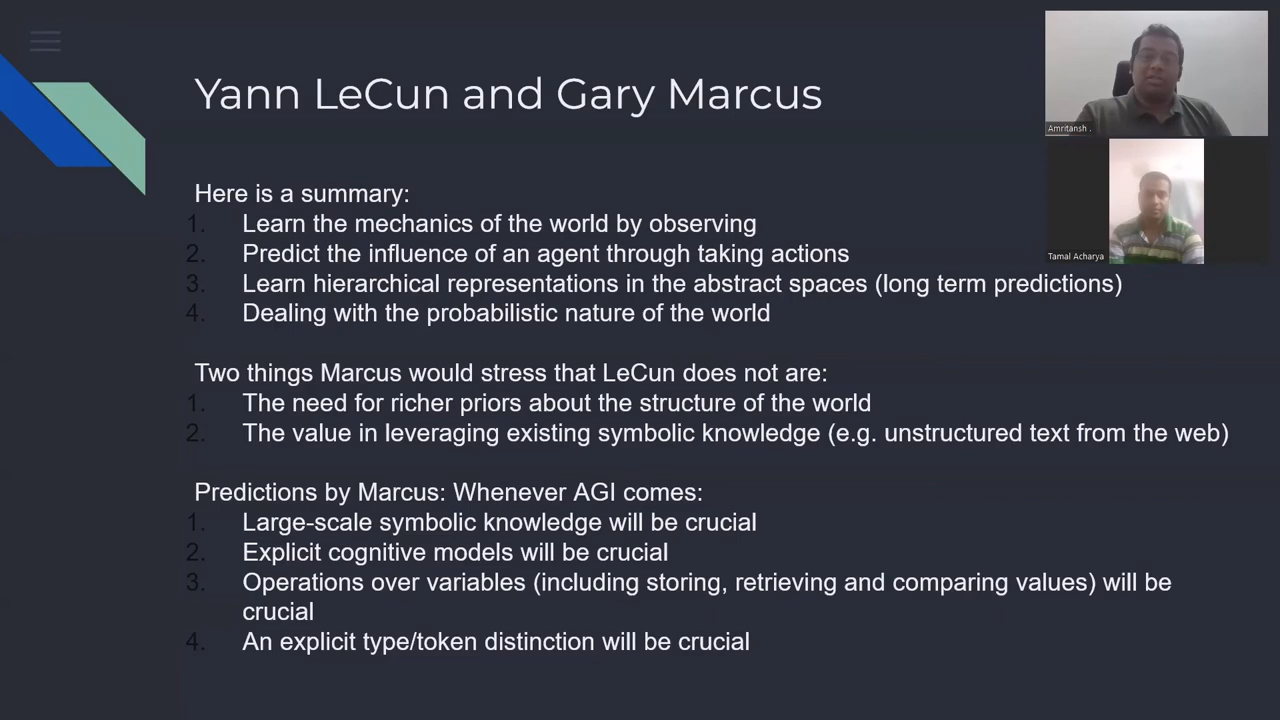 Yann LeCun and Gary Marcus
Amritansh .
Tamal Acharya
Here is a summary:
1. Learn the mechanics of the world by observing
2. Predict the influence of an agent through taking actions
3. Learn hierarchical representations in the abstract spaces (long term predictions)
4. Dealing with the probabilistic nature of the world
Two things Marcus would stress that LeCun does not are:
1. The need for richer priors about the structure of the world
2. The value in leveraging existing symbolic knowledge (e.g. unstructured text from the web)
Predictions by Marcus: Whenever AGI comes:
1. Large-scale symbolic knowledge will be crucial
2. Explicit cognitive models will be crucial
3. Operations over variables (including storing, retrieving and comparing values) will be
crucial
4. An explicit type/token distinction will be crucial